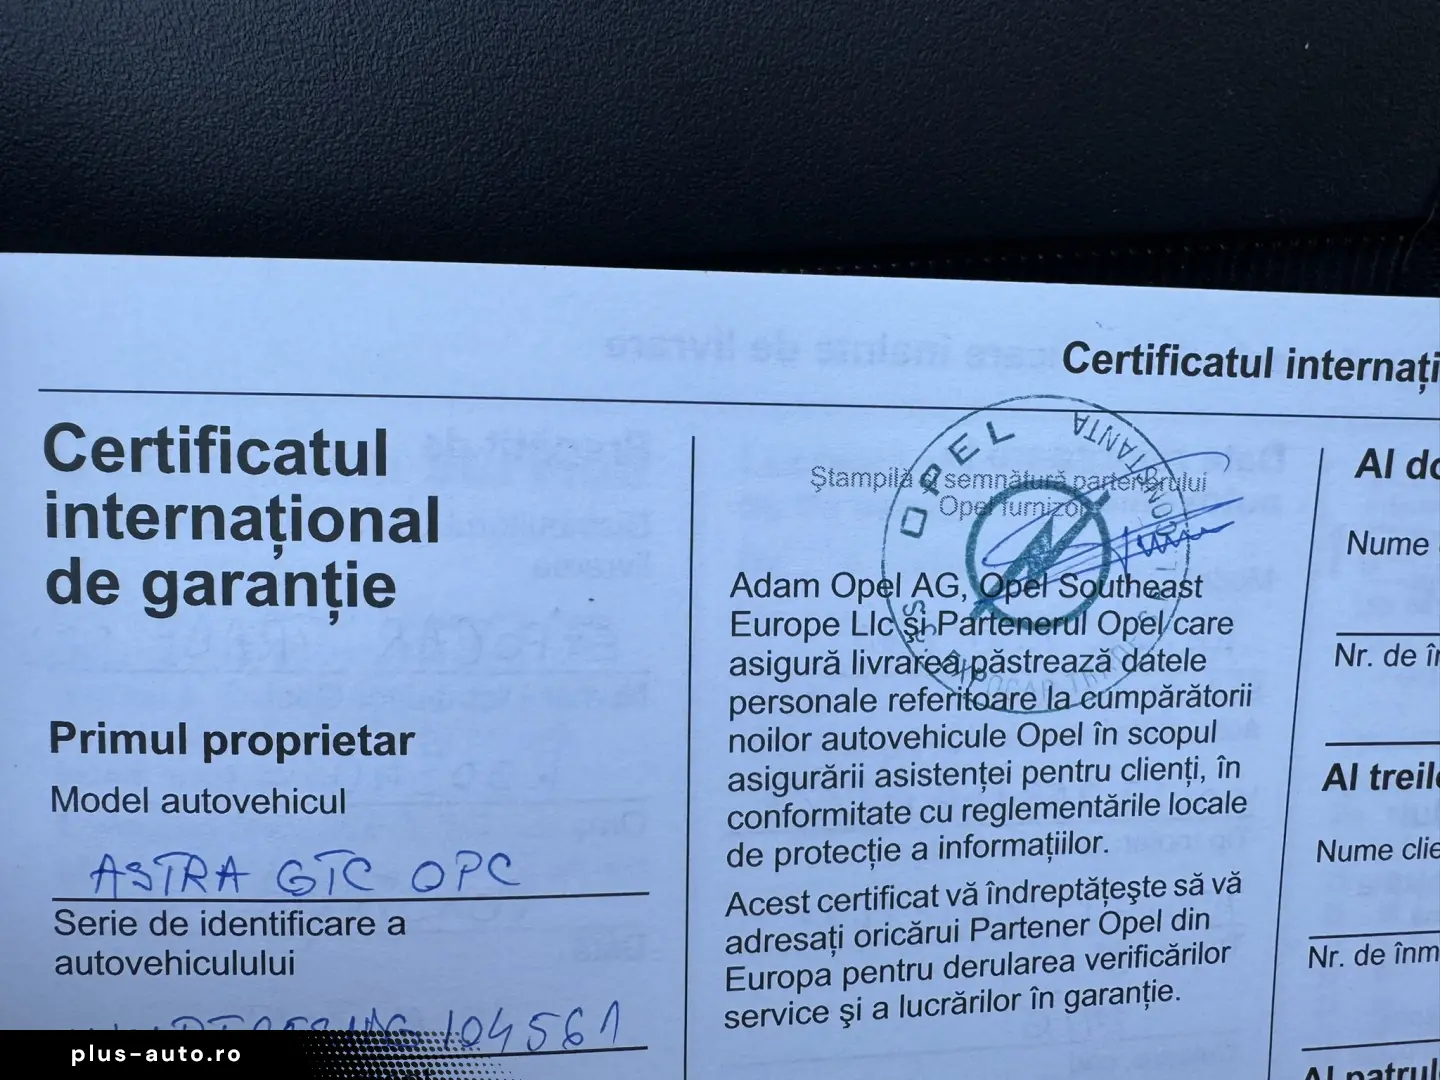 Certificatul internați
Certificatul
internațional
de garanție
Primul proprietar
Model autovehicul
ASTRA GTC OPC
Serie de identificare a
autovehiculului
104561
OPEL
CONSTANTA
Ștampila și semnătura partenerului
Opel furnizor
Adam Opel AG, Opel Southeast
Europe Llc și Partenerul Opel care
asigură livrarea păstrează datele
personale referitoare la cumpărătorii
noilor autovehicule Opel în scopul
asigurării asistenței pentru clienți, în
conformitate cu reglementările locale
de protecție a informațiilor.
Acest certificat vă îndreptățește să vă
adresați oricărui Partener Opel din
Europa pentru derularea verificărilor
service și a lucrărilor în garanție.
Al do
Nume
Nr. de în
Al treile
Nume clie
Nr. de înm
Al patrul
plus-auto.ro